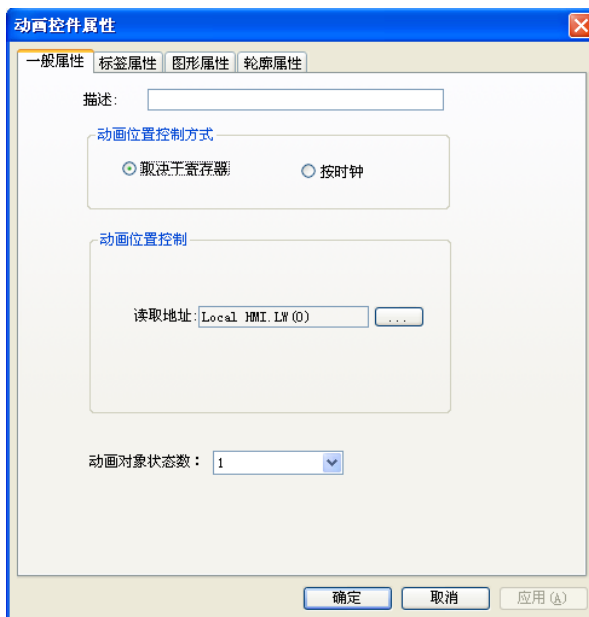 动画控件属性
一般属性 标签属性 图形属性 轮廓属性
描述:
动画位置控制方式
取决于寄存器 按时钟
动画位置控制
读取地址: Local HMI.LW(0) ...
动画对象状态数： 1
确定 取消 应用(A)